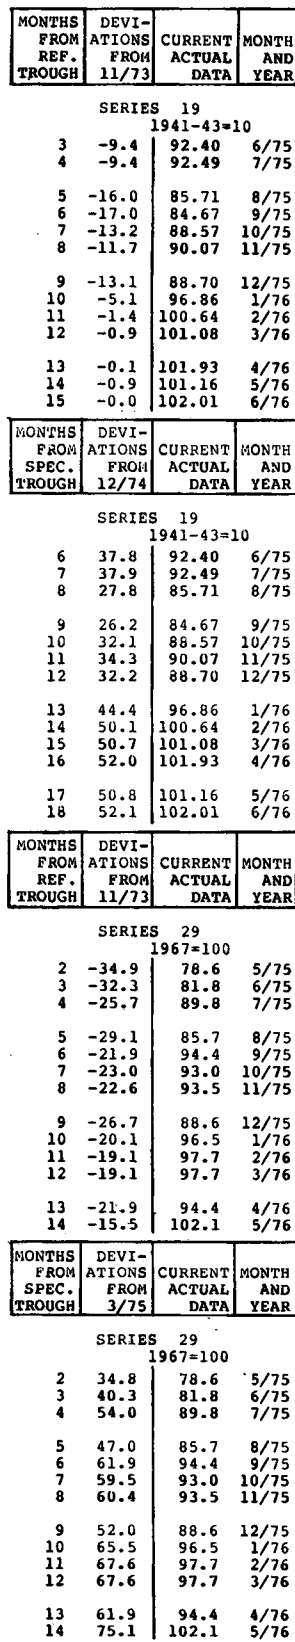 MONTHS DEVI-
FROM ATIONS CURRENT MONTH
REF. FROM ACTUAL AND
TROUGH 11/73 DATA YEAR
SERIES 19
1941-43=10
3 -9.4 92.40 6/75
4 -9.4 92.49 7/75
5 -16.0 85.71 8/75
6 -17.0 84.67 9/75
7 -13.2 88.57 10/75
8 -11.7 90.07 11/75
9 -13.1 88.70 12/75
10 -5.1 96.86 1/76
11 -1.4 100.64 2/76
12 -0.9 101.08 3/76
13 -0.1 101.93 4/76
14 -0.9 101.16 5/76
15 -0.0 102.01 6/76
MONTHS DEVI-
FROM ATIONS CURRENT MONTH
SPEC. FROM ACTUAL AND
TROUGH 12/74 DATA YEAR
SERIES 19
1941-43=10
6 37.8 92.40 6/75
7 37.9 92.49 7/75
8 27.8 85.71 8/75
9 26.2 84.67 9/75
10 32.1 88.57 10/75
11 34.3 90.07 11/75
12 32.2 88.70 12/75
13 44.4 96.86 1/76
14 50.1 100.64 2/76
15 50.7 101.08 3/76
16 52.0 101.93 4/76
17 50.8 101.16 5/76
18 52.1 102.01 6/76
MONTHS DEVI-
FROM ATIONS CURRENT MONTH
REF. FROM ACTUAL AND
TROUGH 11/73 DATA YEAR
SERIES 29
1967=100
2 -34.9 78.6 5/75
3 -32.3 81.8 6/75
4 -25.7 89.8 7/75
5 -29.1 85.7 8/75
6 -21.9 94.4 9/75
7 -23.0 93.0 10/75
8 -22.6 93.5 11/75
9 -26.7 88.6 12/75
10 -20.1 96.5 1/76
11 -19.1 97.7 2/76
12 -19.1 97.7 3/76
13 -21.9 94.4 4/76
14 -15.5 102.1 5/76
MONTHS DEVI-
FROM ATIONS CURRENT MONTH
SPEC. FROM ACTUAL AND
TROUGH 3/75 DATA YEAR
SERIES 29
1967=100
2 34.8 78.6 5/75
3 40.3 81.8 6/75
4 54.0 89.8 7/75
5 47.0 85.7 8/75
6 61.9 94.4 9/75
7 59.5 93.0 10/75
8 60.4 93.5 11/75
9 52.0 88.6 12/75
10 65.5 96.5 1/76
11 67.6 97.7 2/76
12 67.6 97.7 3/76
13 61.9 94.4 4/76
14 75.1 102.1 5/76